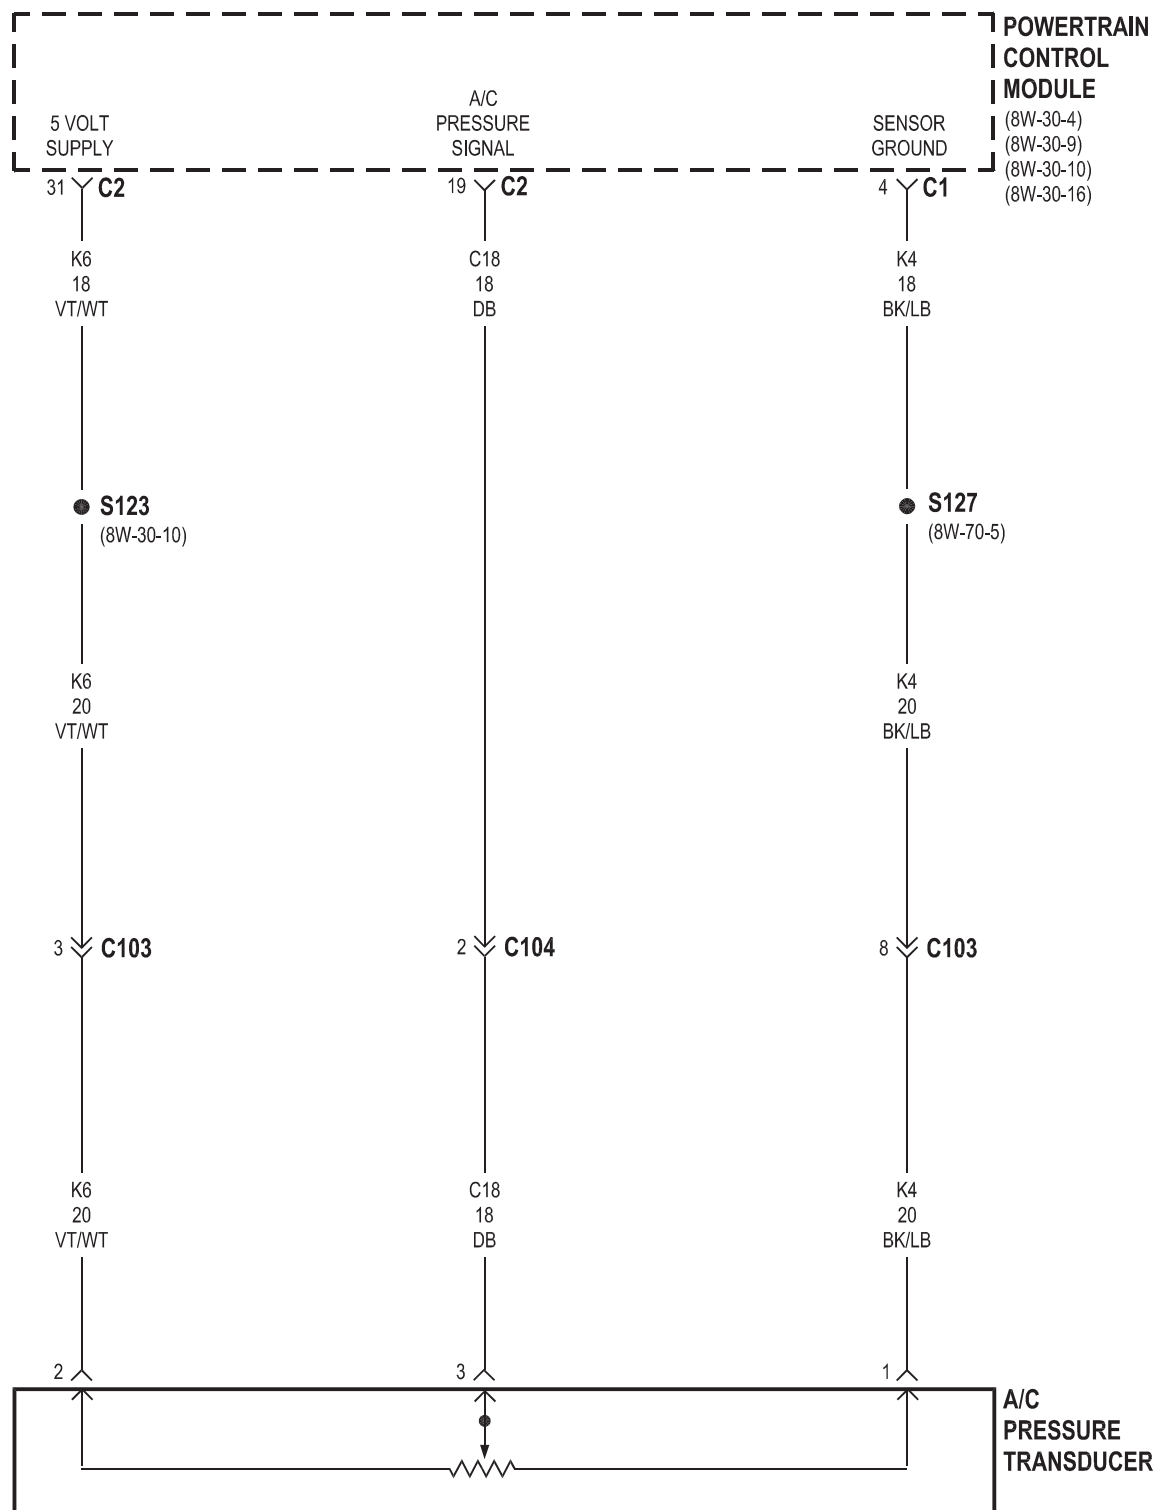 POWERTRAIN
CONTROL
MODULE
(8W-30-4)
(8W-30-9)
(8W-30-10)
(8W-30-16)
5 VOLT
SUPPLY
A/C
PRESSURE
SIGNAL
SENSOR
GROUND
31 C2
19 C2
4 C1
K6
18
VT/WT
C18
18
DB
K4
18
BK/LB
S123
(8W-30-10)
S127
(8W-70-5)
K6
20
VT/WT
K4
20
BK/LB
3 C103
2 C104
8 C103
K6
20
VT/WT
C18
18
DB
K4
20
BK/LB
2
3
1
A/C
PRESSURE
TRANSDUCER